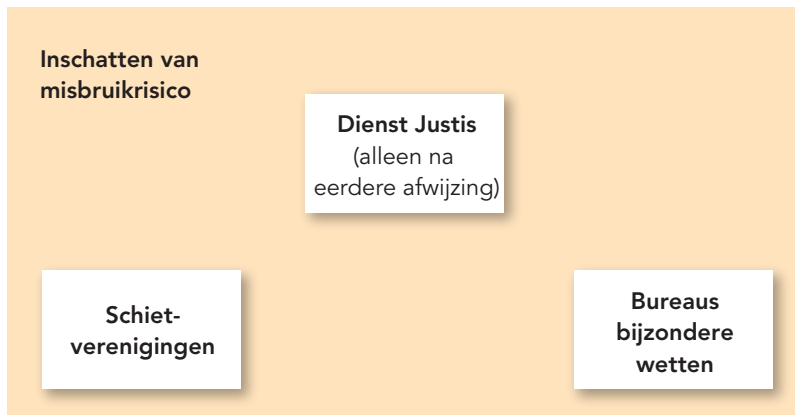 Inschatten van
misbruikrisico
Dienst Justis
(alleen na
eerdere afwijzing)
Schiet-
verenigingen
Bureaus
bijzondere
wetten